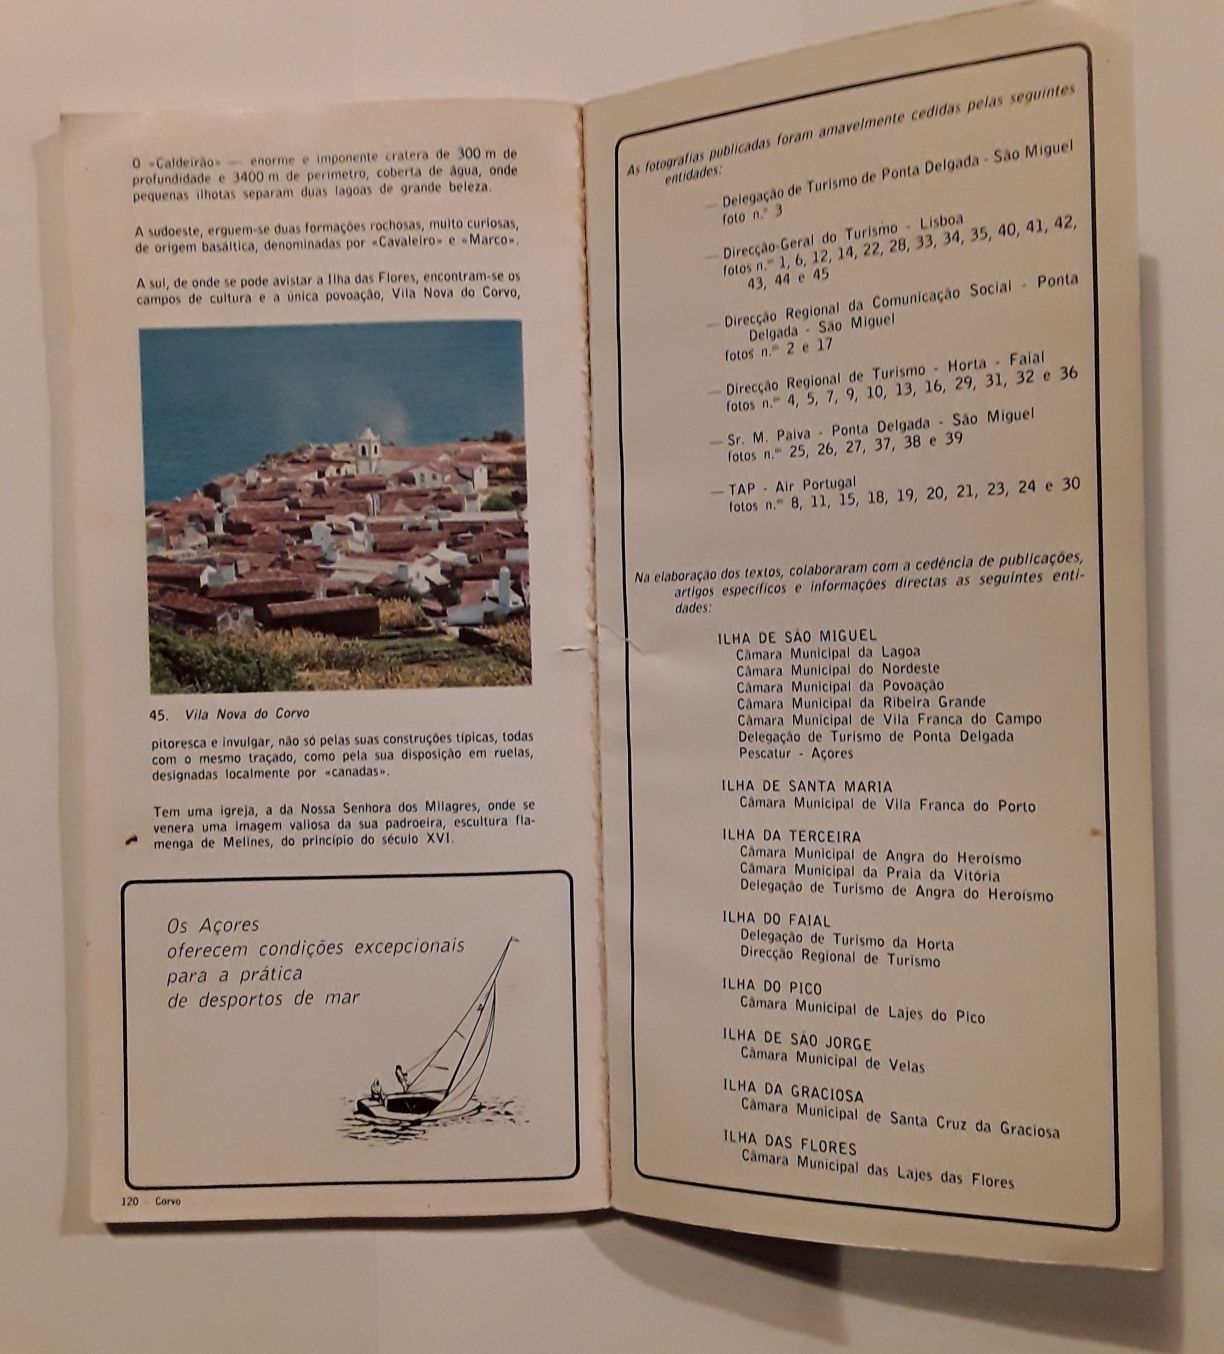 O «Caldeirão» — enorme e imponente cratera de 300 m de
profundidade e 3400 m de perímetro, coberta de água, onde
pequenas ilhotas separam duas lagoas de grande beleza.
A sudoeste, erguem-se duas formações rochosas, muito curiosas,
de origem basáltica, denominadas por «Cavaleiro» e «Marco».
A sul, de onde se pode avistar a Ilha das Flores, encontram-se os
campos de cultura e a única povoação, Vila Nova do Corvo,
45. Vila Nova do Corvo
pitoresca e invulgar, não só pelas suas construções típicas, todas
com o mesmo traçado, como pela sua disposição em ruelas,
designadas localmente por «canadas».
Tem uma igreja, a da Nossa Senhora dos Milagres, onde se
venera uma imagem valiosa da sua padroeira, escultura fla-
menga de Melines, do princípio do século XVI.
Os Açores
oferecem condições excepcionais
para a prática
de desportos de mar
120 - Corvo
As fotografias publicadas foram amavelmente cedidas pelas seguintes
entidades:
— Delegação de Turismo de Ponta Delgada - São Miguel
foto n.º 3
— Direcção-Geral do Turismo - Lisboa
fotos n.ºs 1, 6, 12, 14, 22, 28, 33, 34, 35, 40, 41, 42,
43, 44 e 45
— Direcção Regional da Comunicação Social - Ponta
Delgada - São Miguel
fotos n.ºs 2 e 17
— Direcção Regional de Turismo - Horta - Faial
fotos n.ºs 4, 5, 7, 9, 10, 13, 16, 29, 31, 32 e 36
— Sr. M. Paiva - Ponta Delgada - São Miguel
fotos n.ºs 25, 26, 27, 37, 38 e 39
— TAP - Air Portugal
fotos n.ºs 8, 11, 15, 18, 19, 20, 21, 23, 24 e 30
Na elaboração dos textos, colaboraram com a cedência de publicações,
artigos específicos e informações directas as seguintes enti-
dades:
ILHA DE SÃO MIGUEL
Câmara Municipal da Lagoa
Câmara Municipal do Nordeste
Câmara Municipal da Povoação
Câmara Municipal da Ribeira Grande
Câmara Municipal de Vila Franca do Campo
Delegação de Turismo de Ponta Delgada
Pescatur - Açores
ILHA DE SANTA MARIA
Câmara Municipal de Vila Franca do Porto
ILHA DA TERCEIRA
Câmara Municipal de Angra do Heroísmo
Câmara Municipal da Praia da Vitória
Delegação de Turismo de Angra do Heroísmo
ILHA DO FAIAL
Delegação de Turismo da Horta
Direcção Regional de Turismo
ILHA DO PICO
Câmara Municipal de Lajes do Pico
ILHA DE SÃO JORGE
Câmara Municipal de Velas
ILHA DA GRACIOSA
Câmara Municipal de Santa Cruz da Graciosa
ILHA DAS FLORES
Câmara Municipal das Lajes das Flores